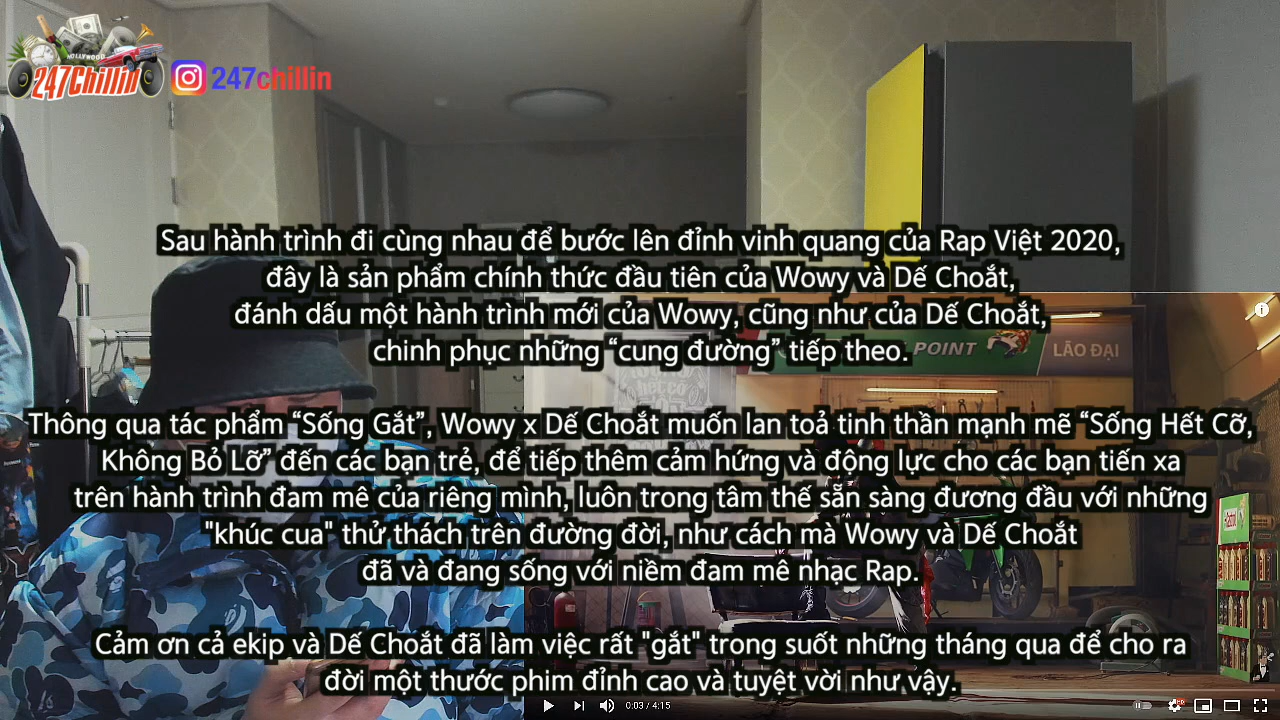 HOLLYWOOD
247Chillin
247chillin
Sau hành trình đi cùng nhau để bước lên đỉnh vinh quang của Rap Việt 2020,
đây là sản phẩm chính thức đầu tiên của Wowy và Dế Choắt,
đánh dấu một hành trình mới của Wowy, cũng như của Dế Choắt,
chinh phục những “cung đường” tiếp theo.
POINT
LÃO ĐẠI
Thông qua tác phẩm “Sống Gắt”, Wowy x Dế Choắt muốn lan toả tinh thần mạnh mẽ “Sống Hết Cỡ,
Không Bỏ Lỡ” đến các bạn trẻ, để tiếp thêm cảm hứng và động lực cho các bạn tiến xa
trên hành trình đam mê của riêng mình, luôn trong tâm thế sẵn sàng đương đầu với những
"khúc cua" thử thách trên đường đời, như cách mà Wowy và Dế Choắt
đã và đang sống với niềm đam mê nhạc Rap.
Castrol
Cảm ơn cả ekip và Dế Choắt đã làm việc rất "gắt" trong suốt những tháng qua để cho ra
đời một thước phim đỉnh cao và tuyệt vời như vậy.
0:03 / 4:15
HD